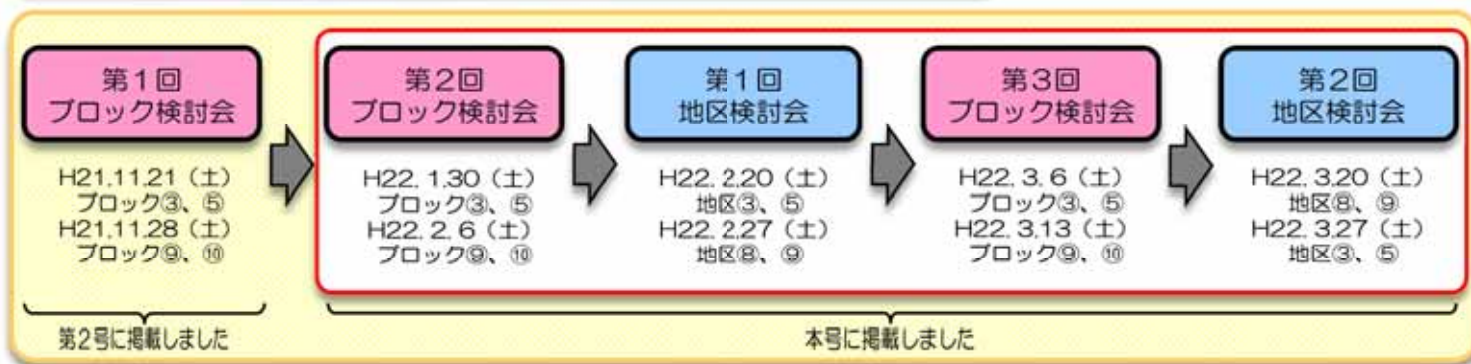 第1回
ブロック検討会
H21.11.21（土）
ブロック③、⑤
H21.11.28（土）
ブロック⑨、⑩
第2回
ブロック検討会
H22. 1.30（土）
ブロック③、⑤
H22. 2. 6（土）
ブロック⑨、⑩
第1回
地区検討会
H22. 2.20（土）
地区③、⑤
H22. 2.27（土）
地区⑧、⑨
第3回
ブロック検討会
H22. 3. 6（土）
ブロック③、⑤
H22. 3.13（土）
ブロック⑨、⑩
第2回
地区検討会
H22. 3.20（土）
地区⑧、⑨
H22. 3.27（土）
地区③、⑤
第2号に掲載しました
本号に掲載しました